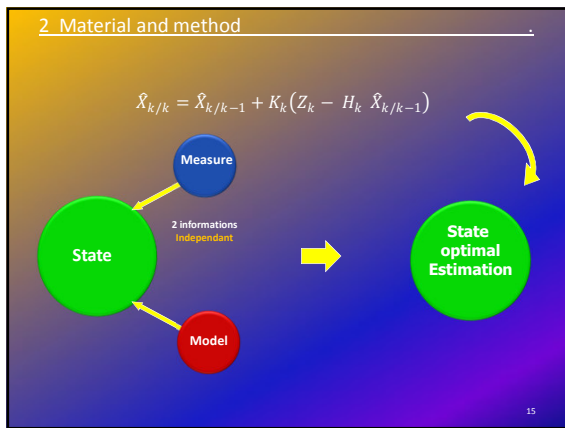 2 Material and method .
X̂ₖ/ₖ = X̂ₖ/ₖ₋₁ + Kₖ(Zₖ − Hₖ X̂ₖ/ₖ₋₁)
Measure
2 informations
Independant
State
State
optimal
Estimation
Model
15